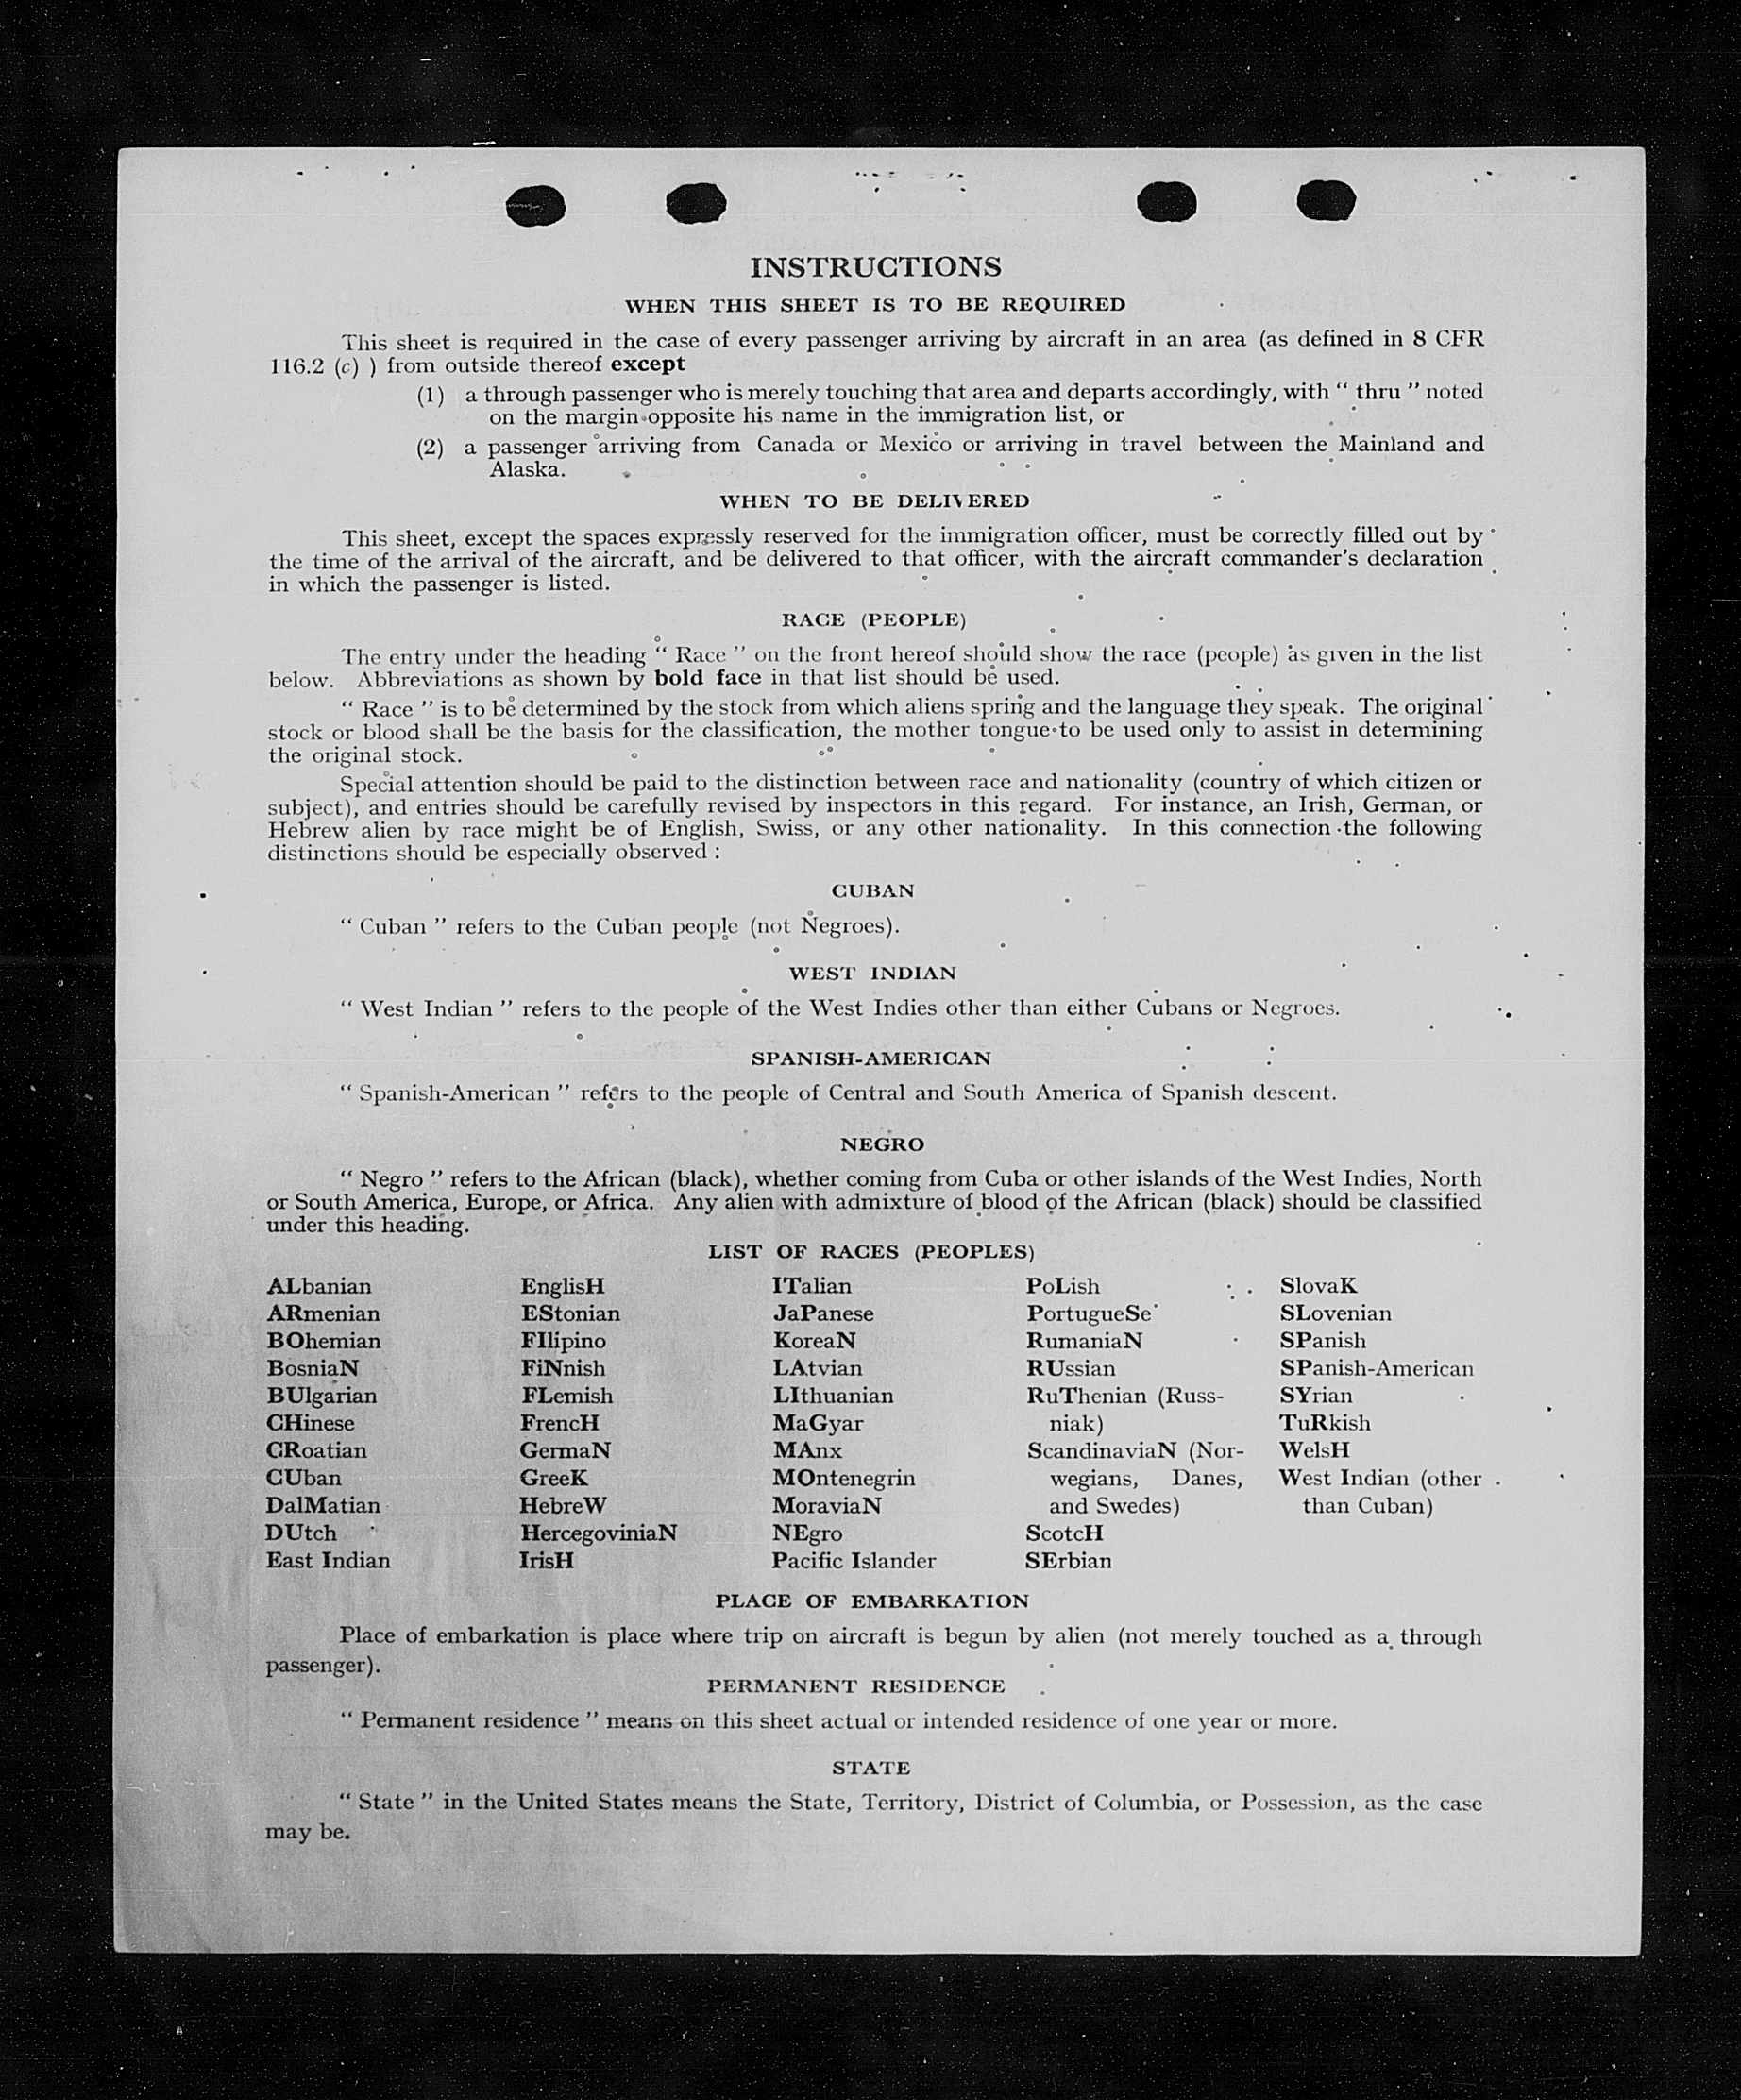 INSTRUCTIONS
WHEN THIS SHEET IS TO BE REQUIRED
This sheet is required in the case of every passenger arriving by aircraft in an area (as defined in 8 CFR
116.2 (c) ) from outside thereof except
(1) a through passenger who is merely touching that area and departs accordingly, with “ thru ” noted
on the margin opposite his name in the immigration list, or
(2) a passenger arriving from Canada or Mexico or arriving in travel between the Mainland and
Alaska.
WHEN TO BE DELIVERED
This sheet, except the spaces expressly reserved for the immigration officer, must be correctly filled out by
the time of the arrival of the aircraft, and be delivered to that officer, with the aircraft commander's declaration
in which the passenger is listed.
RACE (PEOPLE)
The entry under the heading “ Race ” on the front hereof should show the race (people) as given in the list
below. Abbreviations as shown by bold face in that list should be used.
“ Race ” is to be determined by the stock from which aliens spring and the language they speak. The original
stock or blood shall be the basis for the classification, the mother tongue to be used only to assist in determining
the original stock.
Special attention should be paid to the distinction between race and nationality (country of which citizen or
subject), and entries should be carefully revised by inspectors in this regard. For instance, an Irish, German, or
Hebrew alien by race might be of English, Swiss, or any other nationality. In this connection the following
distinctions should be especially observed :
CUBAN
“ Cuban ” refers to the Cuban people (not Negroes).
WEST INDIAN
“ West Indian ” refers to the people of the West Indies other than either Cubans or Negroes.
SPANISH-AMERICAN
“ Spanish-American ” refers to the people of Central and South America of Spanish descent.
NEGRO
“ Negro ” refers to the African (black), whether coming from Cuba or other islands of the West Indies, North
or South America, Europe, or Africa. Any alien with admixture of blood of the African (black) should be classified
under this heading.
LIST OF RACES (PEOPLES)
ALbanian
ARmenian
BOhemian
BosniaN
BUlgarian
CHinese
CRoatian
CUban
DalMatian
DUtch
East Indian
EnglisH
EStonian
FIlipino
FiNnish
FLemish
FrencH
GermaN
GreeK
HebreW
HercegoviniaN
IrisH
ITalian
JaPanese
KoreaN
LAtvian
LIthuanian
MaGyar
MAnx
MOntenegrin
MoraviaN
NEgro
Pacific Islander
PoLish
PortugueSe
RumaniaN
RUssian
RuThenian (Russ-
niak)
ScandinaviaN (Nor-
wegians, Danes,
and Swedes)
ScotcH
SErbian
SlovaK
SLovenian
SPanish
SPanish-American
SYrian
TuRkish
WelsH
West Indian (other
than Cuban)
PLACE OF EMBARKATION
Place of embarkation is place where trip on aircraft is begun by alien (not merely touched as a through
passenger).
PERMANENT RESIDENCE
“ Permanent residence ” means on this sheet actual or intended residence of one year or more.
STATE
“ State ” in the United States means the State, Territory, District of Columbia, or Possession, as the case
may be.